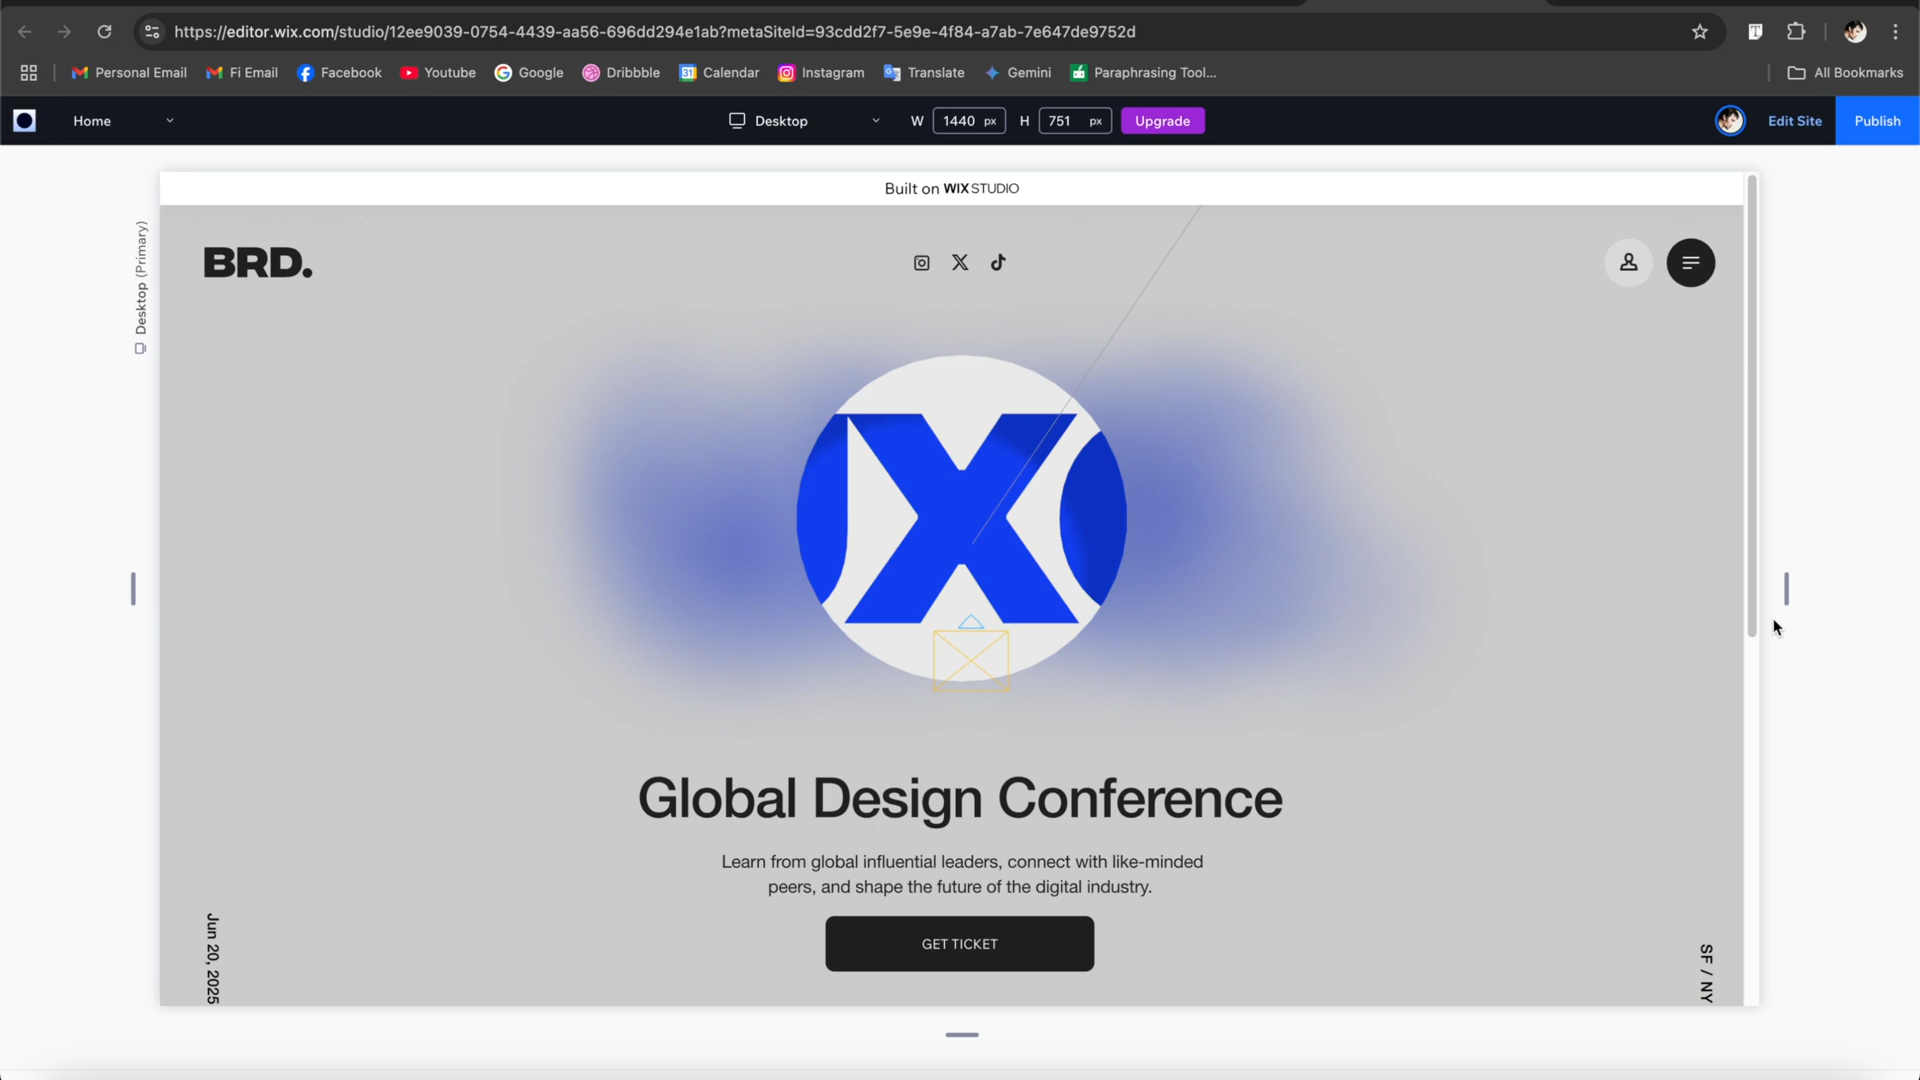 https://editor.wix.com/studio/12ee9039-0754-4439-aa56-696dd294e1ab?metaSiteId=93cdd2f7-5e9e-4f84-a7ab-7e647de9752d
Personal Email
Fi Email
Facebook
Youtube
Google
Dribbble
31
Calendar
Instagram
Translate
Gemini
Paraphrasing Tool...
All Bookmarks
Home
Desktop
W 1440 px
H 751 px
Upgrade
Edit Site
Publish
Desktop (Primary)
Built on WIX STUDIO
BRD.
X
Global Design Conference
Learn from global influential leaders, connect with like-minded
peers, and shape the future of the digital industry.
GET TICKET
Jun 20, 2025
SF / NY